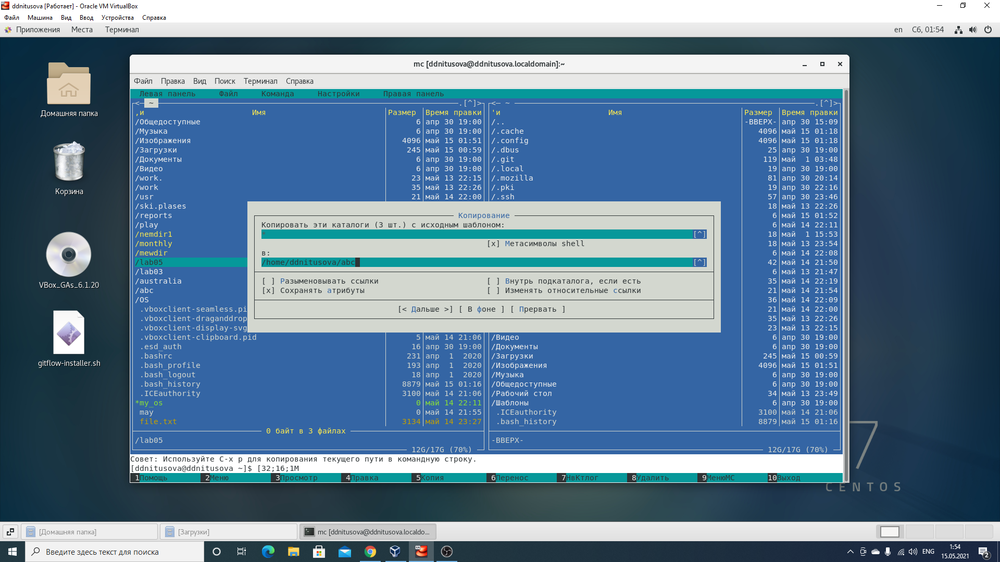 ddnitusova [Работает] - Oracle VM VirtualBox
Файл Машина Вид Ввод Устройства Справка
Приложения Места Терминал en Сб, 01:54
Домашняя папка
Корзина
VBox_GAs_6.1.20
gitflow-installer.sh
mc [ddnitusova@ddnitusova.localdomain]:~
Файл Правка Вид Поиск Терминал Справка
Левая панель Файл Команда Настройки Правая панель
<─ ~ .[^]> <─ ~ .[^]>
,и Имя Размер Время правки 'и Имя Размер Время правки
/Общедоступные 6 апр 30 19:00 /.. -ВВЕРХ- апр 30 15:09
/Музыка 6 апр 30 19:00 /.cache 4096 май 15 01:18
/Изображения 4096 май 15 01:51 /.config 4096 май 15 01:18
/Загрузки 245 май 15 00:59 /.dbus 25 апр 30 19:00
/Документы 6 апр 30 19:00 /.git 119 май 1 03:48
/Видео 6 апр 30 19:00 /.local 19 апр 30 19:00
/work. 23 май 13 22:15 /.mozilla 81 апр 30 20:14
/work 35 май 13 22:26 /.pki 19 апр 30 22:16
/usr 21 май 14 22:00 /.ssh 57 апр 30 23:46
/ski.plases 18 май 13 22:26
/reports 6 май 15 01:52
/play 6 май 14 22:11
/nemdir1 18 май 1 15:53
/monthly 18 май 13 23:54
/mewdir 6 май 14 22:08
/lab05 42 май 14 21:50
/lab03 6 май 13 21:47
/australia 35 май 14 22:19
/abc 21 май 14 21:54
/OS 36 май 14 22:09
.vboxclient-seamless.pi 21 май 14 22:00
.vboxclient-draganddrop 35 май 13 22:26
.vboxclient-display-svg 23 май 13 22:15
Копирование
Копировать эти каталоги (3 шт.) с исходным шаблоном:
* [^]
[x] Метасимволы shell
в:
/home/ddnitusova/abc [^]
[ ] Разыменовывать ссылки [ ] Внутрь подкаталога, если есть
[x] Сохранять атрибуты [ ] Изменять относительные ссылки
[< Дальше >] [ В фоне ] [ Прервать ]
.vboxclient-clipboard.pid 5 май 14 21:06 /Видео 6 апр 30 19:00
.esd_auth 16 апр 30 19:00 /Документы 6 апр 30 19:00
.bashrc 231 апр 1 2020 /Загрузки 245 май 15 00:59
.bash_profile 193 апр 1 2020 /Изображения 4096 май 15 01:51
.bash_logout 18 апр 1 2020 /Музыка 6 апр 30 19:00
.bash_history 8879 май 15 01:16 /Общедоступные 6 апр 30 19:00
.ICEauthority 3100 май 14 21:06 /Рабочий стол 34 май 13 23:49
*my_os 0 май 14 22:11 /Шаблоны 6 апр 30 19:00
may 0 май 14 21:55 .ICEauthority 3100 май 14 21:06
file.txt 3134 май 14 23:27 .bash_history 8879 май 15 01:16
0 байт в 3 файлах
/lab05 -ВВЕРХ-
12G/17G (70%) 12G/17G (70%)
Совет: Используйте C-x p для копирования текущего пути в командную строку.
[ddnitusova@ddnitusova ~]$ [32;16;1M
1Помощь 2Меню 3Просмотр 4Правка 5Копия 6Перенос 7НвКтлог 8Удалить 9МенюMC 10Выход
7
CENTOS
[Домашняя папка] [Загрузки] mc [ddnitusova@ddnitusova.localdo...
Введите здесь текст для поиска
ENG 1:54
15.05.2021
2